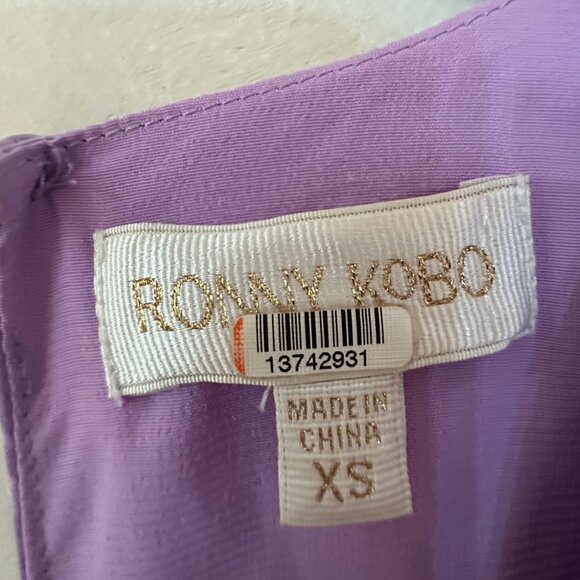 RONNY KOBO
13742931
MADE IN
CHINA
XS